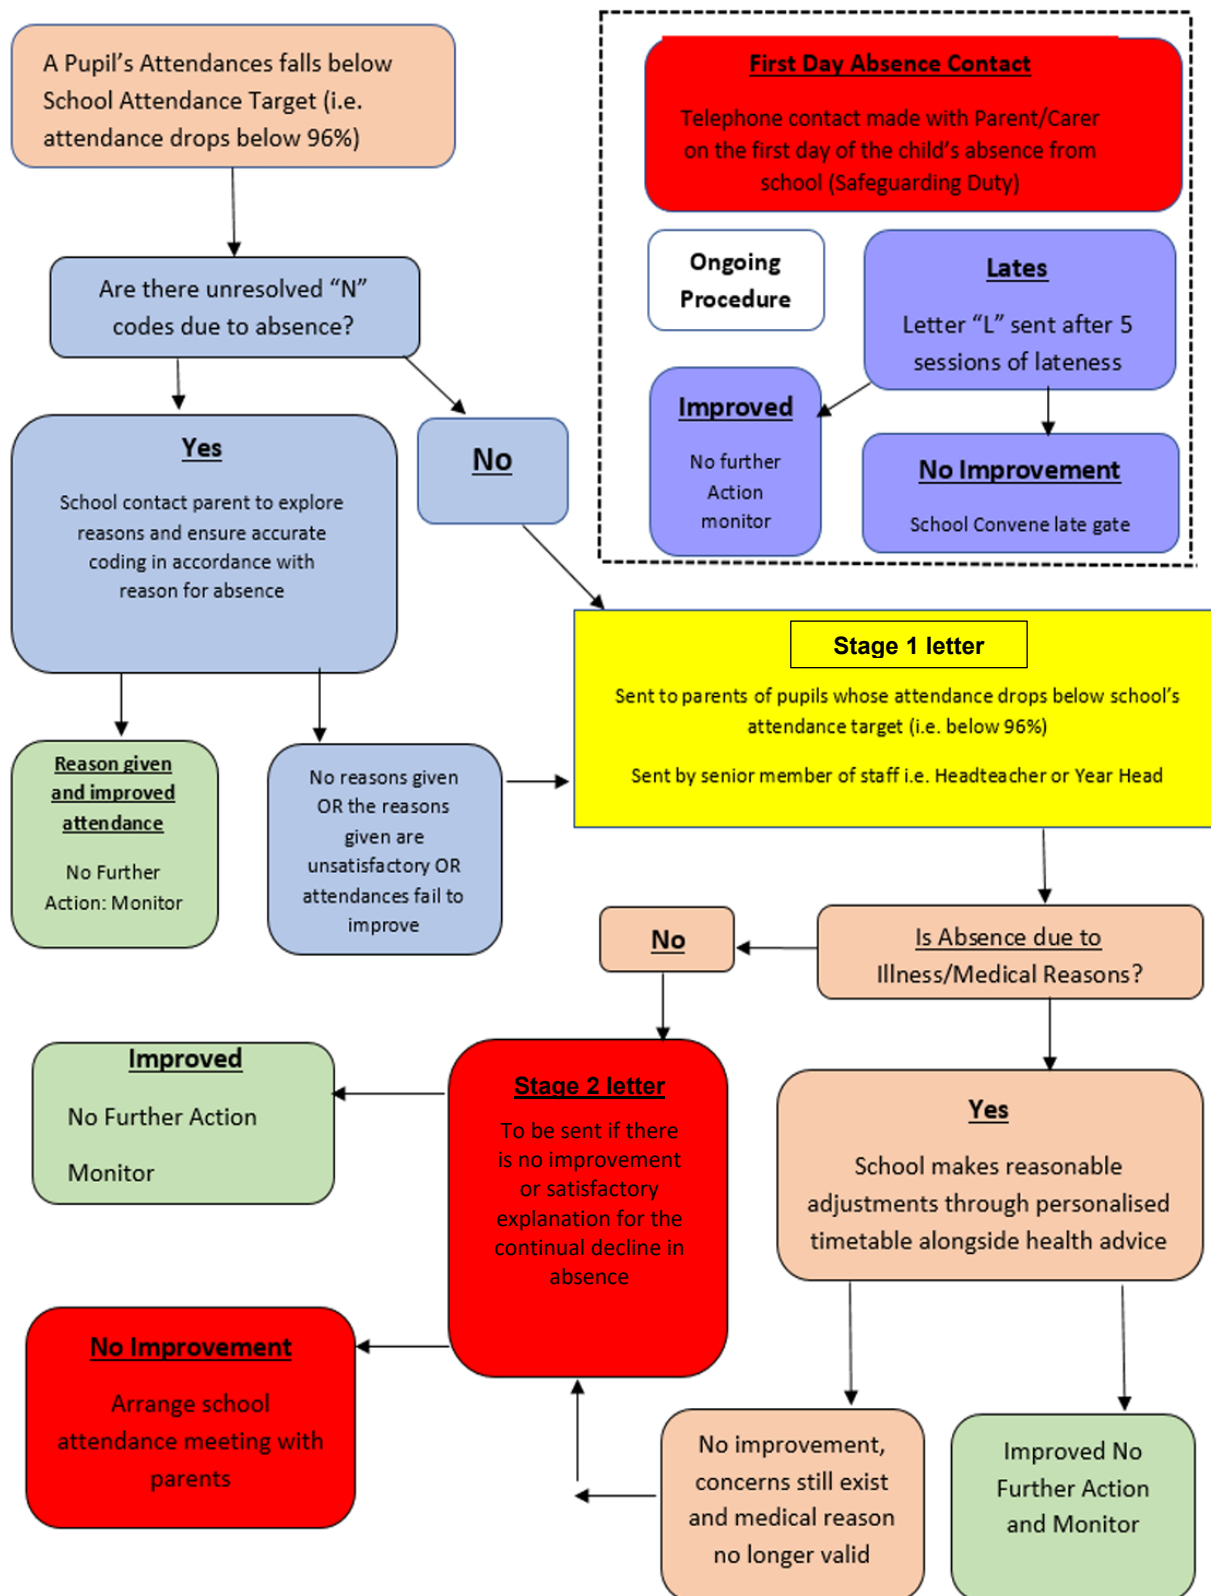 A Pupil's Attendances falls below
School Attendance Target (i.e.
attendance drops below 96%)
First Day Absence Contact
Telephone contact made with Parent/Carer
on the first day of the child's absence from
school (Safeguarding Duty)
Ongoing
Procedure
Lates
Letter "L" sent after 5
sessions of lateness
Improved
No further
Action
monitor
No Improvement
School Convene late gate
Are there unresolved "N"
codes due to absence?
Yes
School contact parent to explore
reasons and ensure accurate
coding in accordance with
reason for absence
No
Stage 1 letter
Sent to parents of pupils whose attendance drops below school's
attendance target (i.e. below 96%)
Sent by senior member of staff i.e. Headteacher or Year Head
Reason given
and improved
attendance
No Further
Action: Monitor
No reasons given
OR the reasons
given are
unsatisfactory OR
attendances fail to
improve
Is Absence due to
Illness/Medical Reasons?
No
Yes
School makes reasonable
adjustments through personalised
timetable alongside health advice
Stage 2 letter
To be sent if there
is no improvement
or satisfactory
explanation for the
continual decline in
absence
Improved
No Further Action
Monitor
No Improvement
Arrange school
attendance meeting with
parents
No improvement,
concerns still exist
and medical reason
no longer valid
Improved No
Further Action
and Monitor